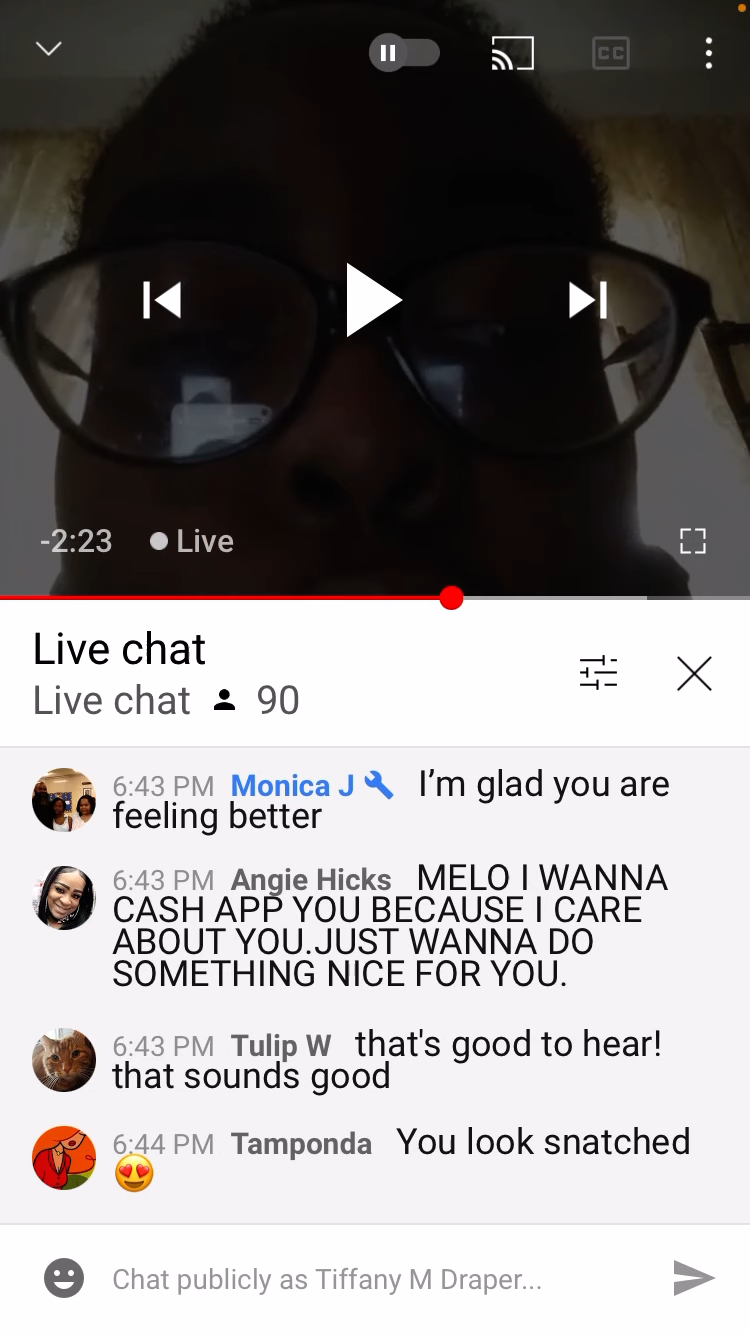 CC
-2:23 Live
Live chat
Live chat 90
6:43 PM Monica J I’m glad you are
feeling better
6:43 PM Angie Hicks MELO I WANNA
CASH APP YOU BECAUSE I CARE
ABOUT YOU.JUST WANNA DO
SOMETHING NICE FOR YOU.
6:43 PM Tulip W that's good to hear!
that sounds good
6:44 PM Tamponda You look snatched
😍
Chat publicly as Tiffany M Draper...